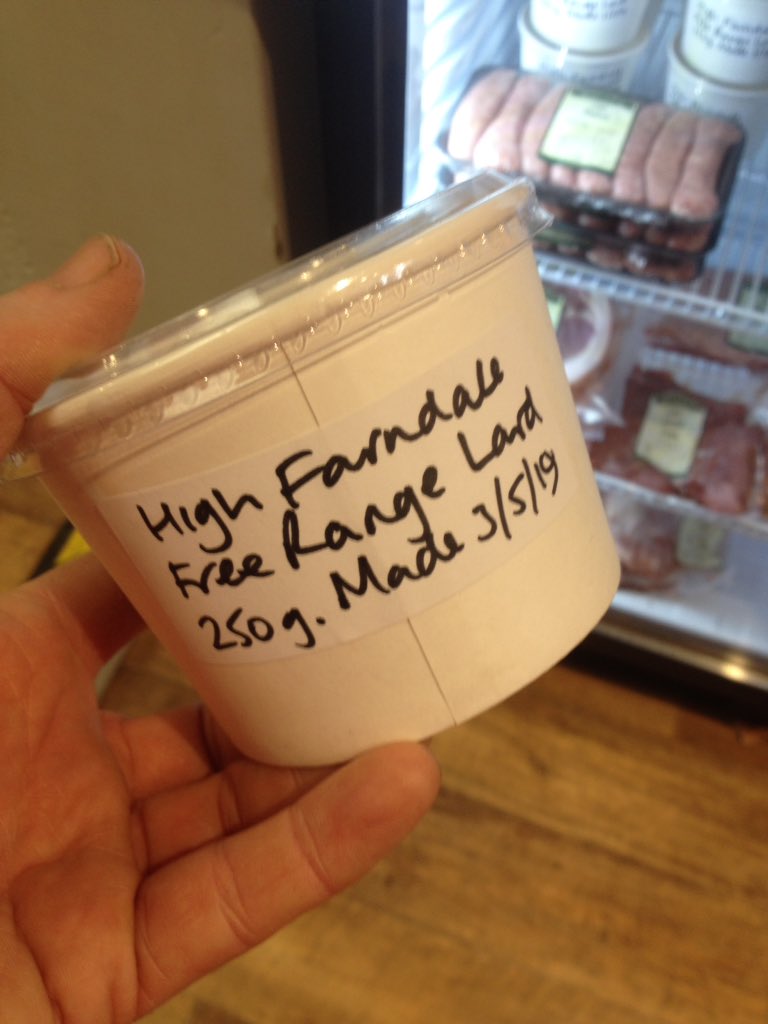 High Farndale
Free Range Lard
250g. Made 3/5/19